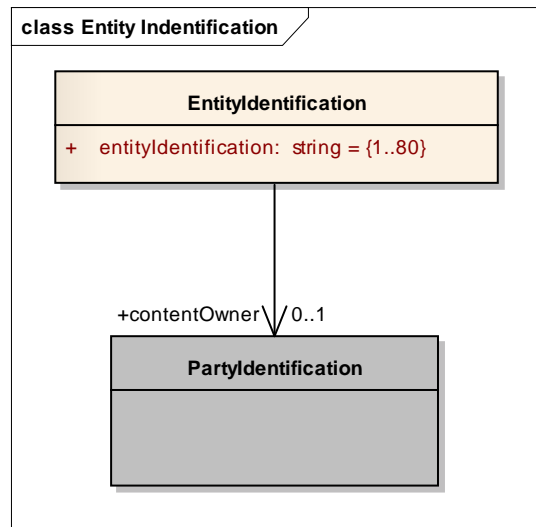 class Entity Indentification
EntityIdentification
+ entityIdentification: string = {1..80}
+contentOwner 0..1
PartyIdentification